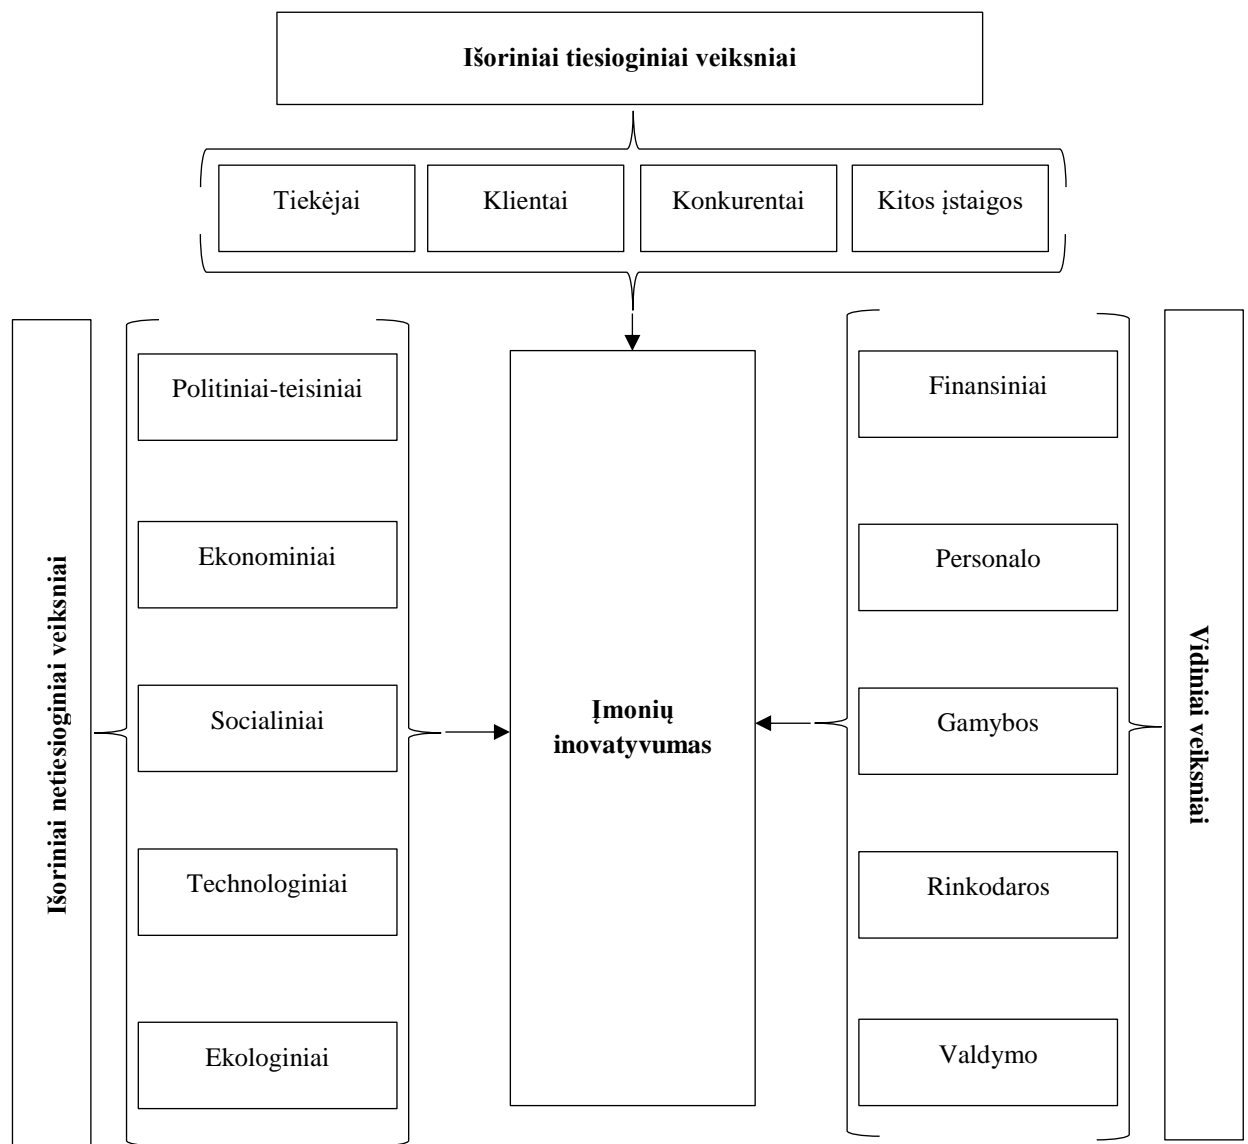 Išoriniai tiesioginiai veiksniai
Tiekėjai
Klientai
Konkurentai
Kitos įstaigos
Išoriniai netiesioginiai veiksniai
Politiniai-teisiniai
Ekonominiai
Socialiniai
Technologiniai
Ekologiniai
Įmonių
inovatyvumas
Finansiniai
Personalo
Gamybos
Rinkodaros
Valdymo
Vidiniai veiksniai